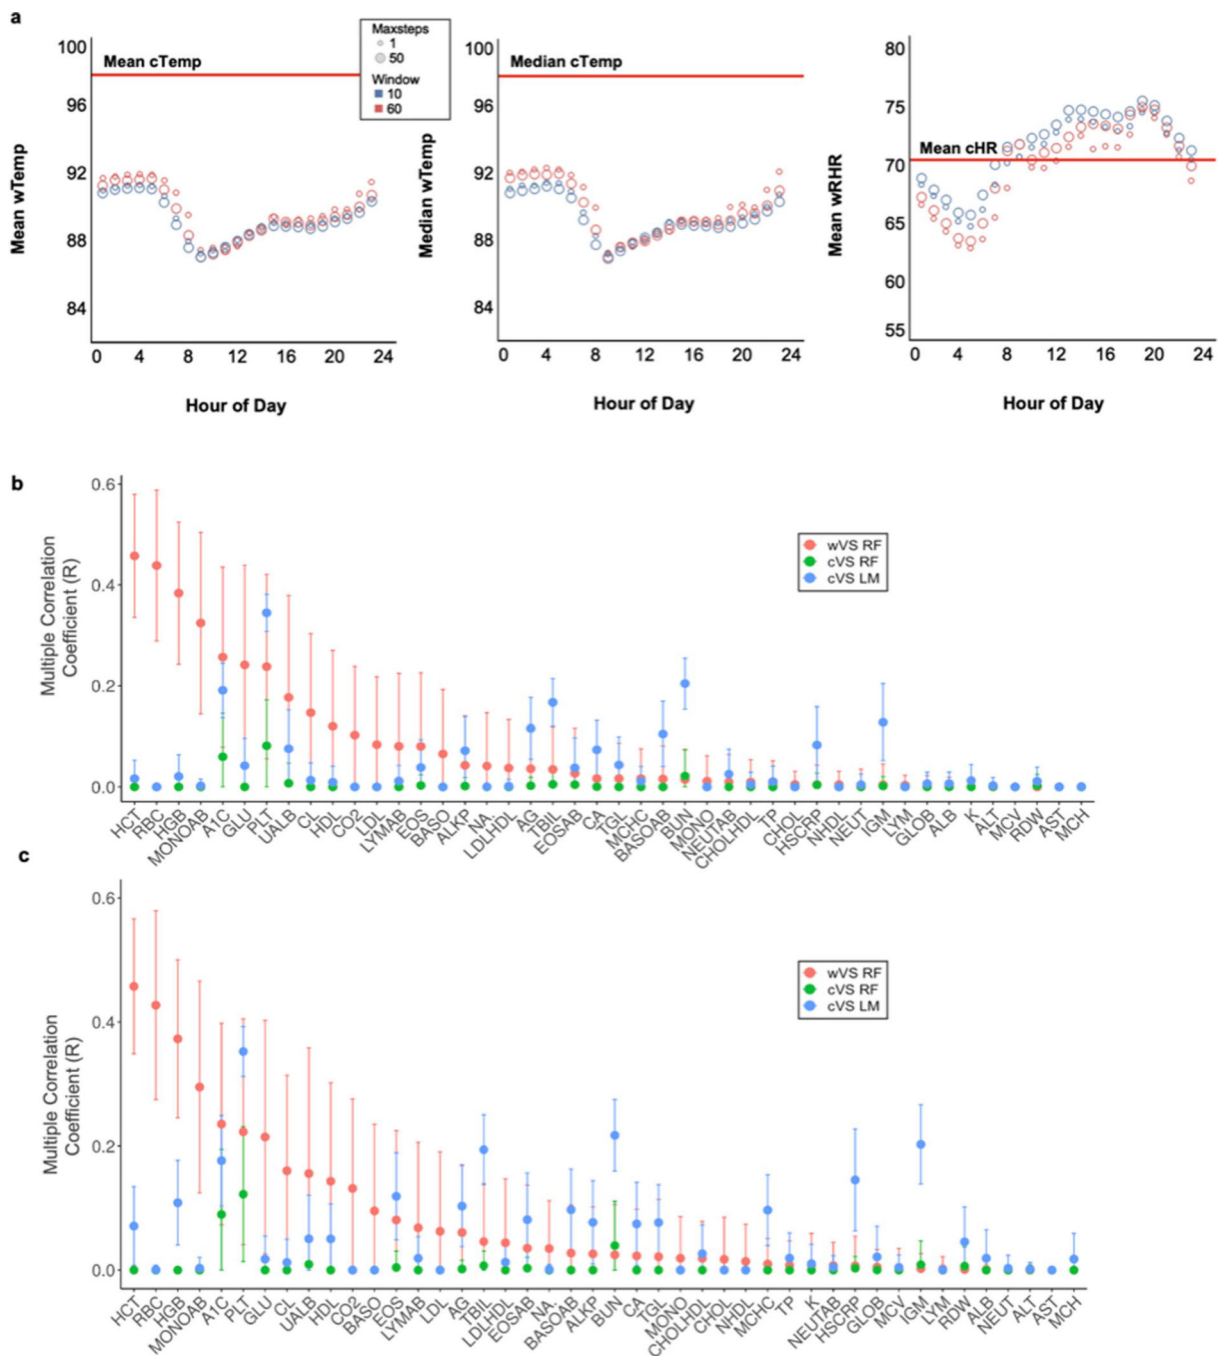 a
Maxsteps
1
50
Window
10
60
Mean cTemp
100
96
92
88
84
0 4 8 12 16 20 24
Mean wTemp
Hour of Day
Median cTemp
100
96
92
88
84
0 4 8 12 16 20 24
Median wTemp
Hour of Day
Mean cHR
80
75
70
65
60
55
0 4 8 12 16 20 24
Mean wRHR
Hour of Day
b
0.6
0.4
0.2
0.0
Multiple Correlation
Coefficient (R)
wVS RF
cVS RF
cVS LM
HCT RBC HGB MONOAB A1C GLU PLT UALB CL HDL CO2 LDL LYMAB EOS BASO ALKP NA. LDLHDL AG TBIL EOSAB CA TGL MCHC BASOAB BUN MONO NEUTAB CHOLHDL TP CHOL HSCRP NHDL NEUT IGM LYM GLOB ALB K ALT MCV RDW AST MCH
c
0.6
0.4
0.2
0.0
Multiple Correlation
Coefficient (R)
wVS RF
cVS RF
cVS LM
HCT RBC HGB MONOAB A1C PLT GLU CL UALB HDL CO2 BASO EOS LYMAB LDL AG TBIL LDLHDL EOSAB NA. BASOAB ALKP BUN CA TGL MONO CHOLHDL CHOL NHDL MCHC TP K NEUTAB HSCRP GLOB MCV IGM LYM RDW ALB NEUT ALT AST MCH